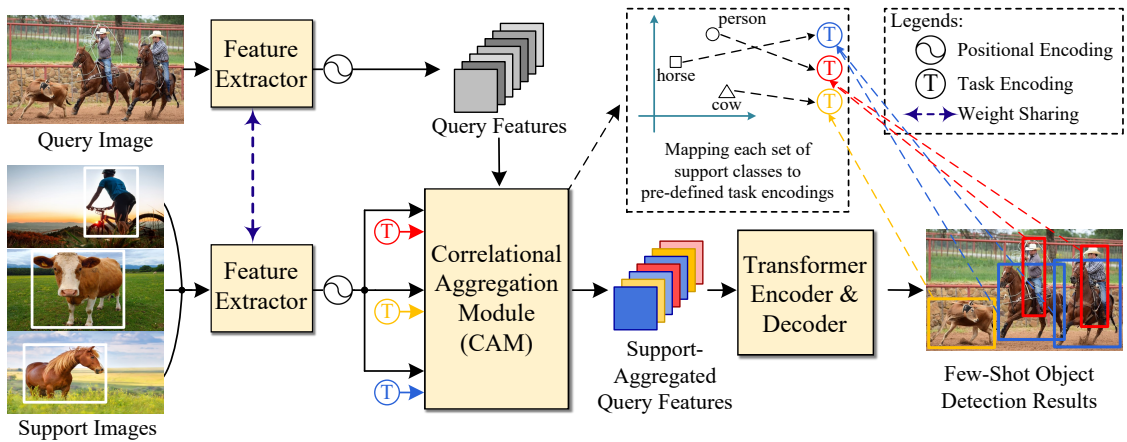 Query Image
Feature
Extractor
Query Features
person
horse
cow
T
T
T
Mapping each set of
support classes to
pre-defined task encodings
Legends:
Positional Encoding
T
Task Encoding
Weight Sharing
Support Images
Feature
Extractor
T
T
T
Correlational
Aggregation
Module
(CAM)
Support-
Aggregated
Query Features
Transformer
Encoder &
Decoder
Few-Shot Object
Detection Results